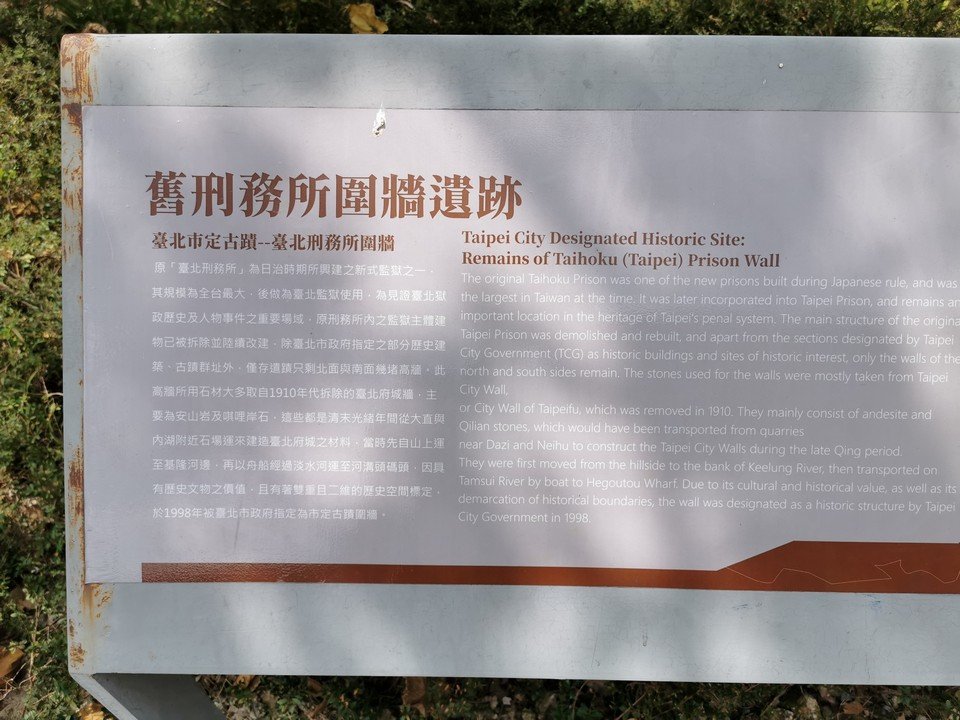 舊刑務所圍牆遺跡
臺北市定古蹟--臺北刑務所圍牆
原「臺北刑務所」為日治時期所興建之新式監獄之一，
其規模為全台最大，後做為臺北監獄使用，為見證臺北獄
政歷史及人物事件之重要場域，原刑務所內之監獄主體建
物已被拆除並陸續改建，除臺北市政府指定之部分歷史建
築、古蹟群址外，僅存遺蹟只剩北面與南面幾堵高牆，此
高牆所用石材大多取自1910年代拆除的臺北府城牆，主
要為安山岩及唭哩岸石，這些都是清末光緒年間從大直與
內湖附近石場運來建造臺北府城之材料，當時先自山上運
至基隆河邊，再以舟船經過淡水河運至河溝頭碼頭，因具
有歷史文物之價值，且有著雙重且二維的歷史空間標定，
於1998年被臺北市政府指定為市定古蹟圍牆。
Taipei City Designated Historic Site:
Remains of Taihoku (Taipei) Prison Wall
The original Taihoku Prison was one of the new prisons built during Japanese rule, and was
the largest in Taiwan at the time. It was later incorporated into Taipei Prison, and remains an
important location in the heritage of Taipei's penal system. The main structure of the origina
Taipei Prison was demolished and rebuilt, and apart from the sections designated by Taipei
City Government (TCG) as historic buildings and sites of historic interest, only the walls of the
north and south sides remain. The stones used for the walls were mostly taken from Taipei
City Wall,
or City Wall of Taipeifu, which was removed in 1910. They mainly consist of andesite and
Qilian stones, which would have been transported from quarries
near Dazi and Neihu to construct the Taipei City Walls during the late Qing period.
They were first moved from the hillside to the bank of Keelung River, then transported on
Tamsui River by boat to Hegoutou Wharf. Due to its cultural and historical value, as well as its
demarcation of historical boundaries, the wall was designated as a historic structure by Taipei
City Government in 1998.